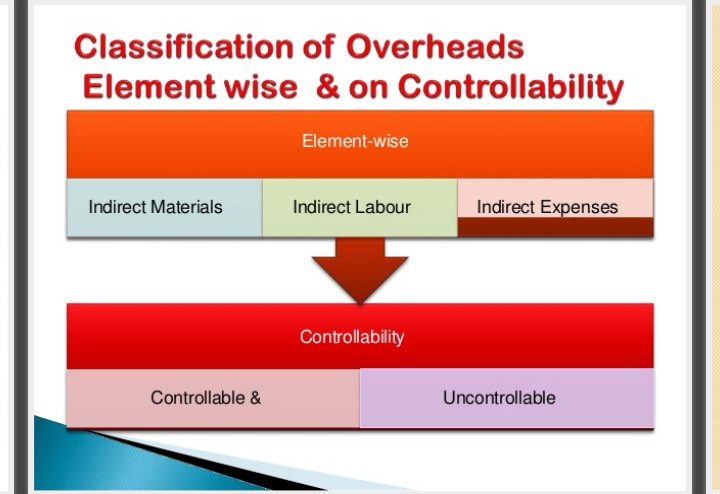 Classification of Overheads
Element wise & on Controllability
Element-wise
Indirect Materials
Indirect Labour
Indirect Expenses
Controllability
Controllable &
Uncontrollable